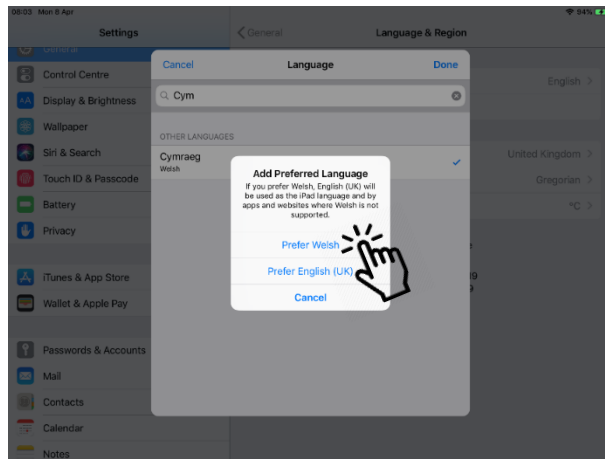 08:03 Mon 8 Apr
94%
Settings
General
Language & Region
General
Control Centre
Display & Brightness
Wallpaper
Siri & Search
Touch ID & Passcode
Battery
Privacy
iTunes & App Store
Wallet & Apple Pay
Passwords & Accounts
Mail
Contacts
Calendar
Notes
English
United Kingdom
Gregorian
°C
Cancel
Language
Done
Cym
OTHER LANGUAGES
Cymraeg
Welsh
Add Preferred Language
If you prefer Welsh, English (UK) will
be used as the iPad language and by
apps and websites where Welsh is not
supported.
Prefer Welsh
Prefer English (UK)
Cancel